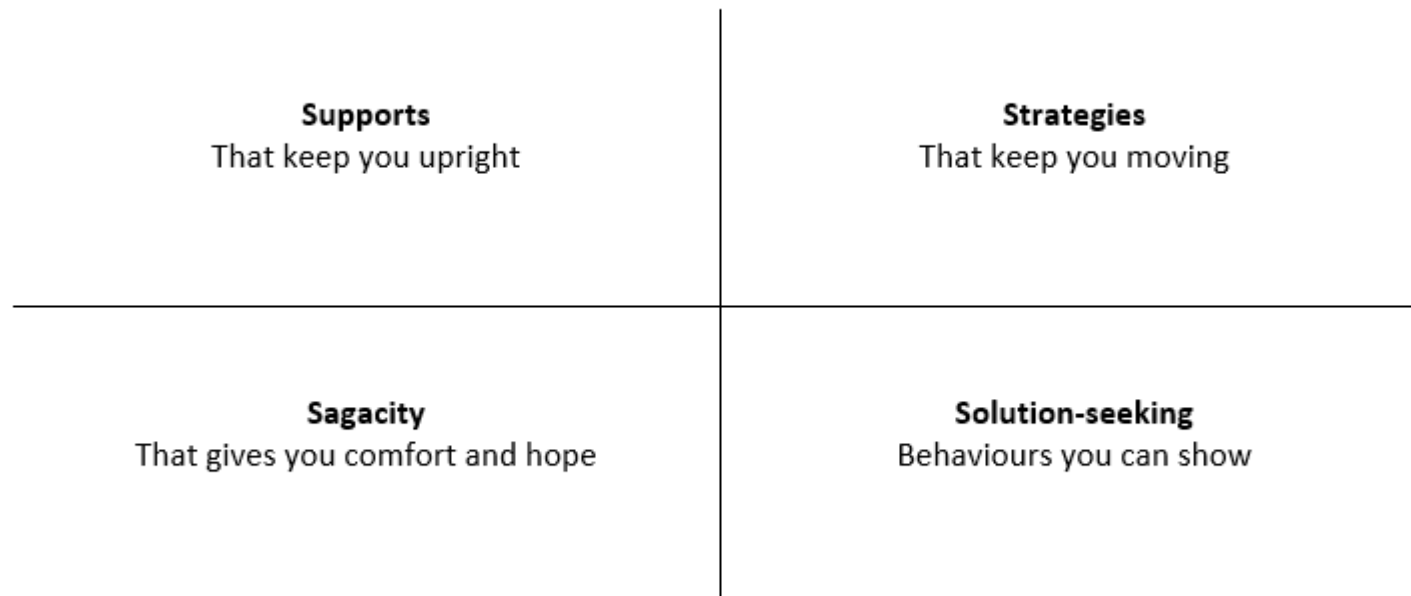 Supports
That keep you upright
Strategies
That keep you moving
Sagacity
That gives you comfort and hope
Solution-seeking
Behaviours you can show